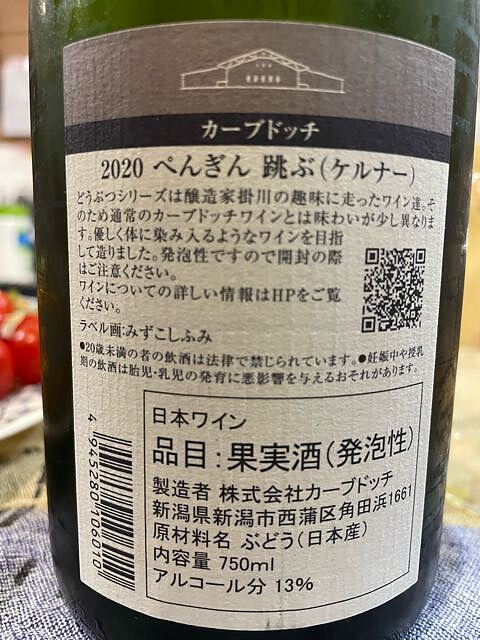 カーブドッチ
2020 ぺんぎん 跳ぶ(ケルナー)
どうぶつシリーズは醸造家掛川の趣味に走ったワイン達。そ
のため通常のカーブドッチワインとは味わいが少し異なりま
す。優しく体に染み入るようなワインを目指
して造りました。発泡性ですので開封の際
はご注意ください。
ワインについての詳しい情報はHPをご覧
ください。
ラベル画:みずこしふみ
●20歳未満の者の飲酒は法律で禁じられています。●妊娠中や授乳
期の飲酒は胎児・乳児の発育に悪影響を与えるおそれがあります。
日本ワイン
品目:果実酒(発泡性)
製造者 株式会社カーブドッチ
新潟県新潟市西蒲区角田浜1661
原材料名 ぶどう(日本産)
内容量 750ml
アルコール分 13%
4945280106010